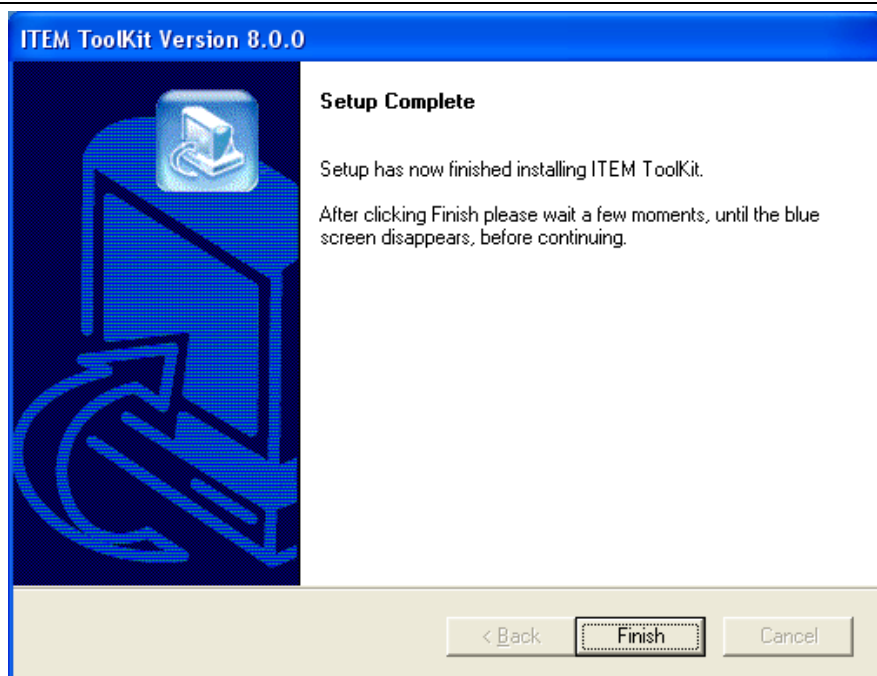 ITEM ToolKit Version 8.0.0
Setup Complete
Setup has now finished installing ITEM ToolKit.
After clicking Finish please wait a few moments, until the blue
screen disappears, before continuing.
< Back
Finish
Cancel